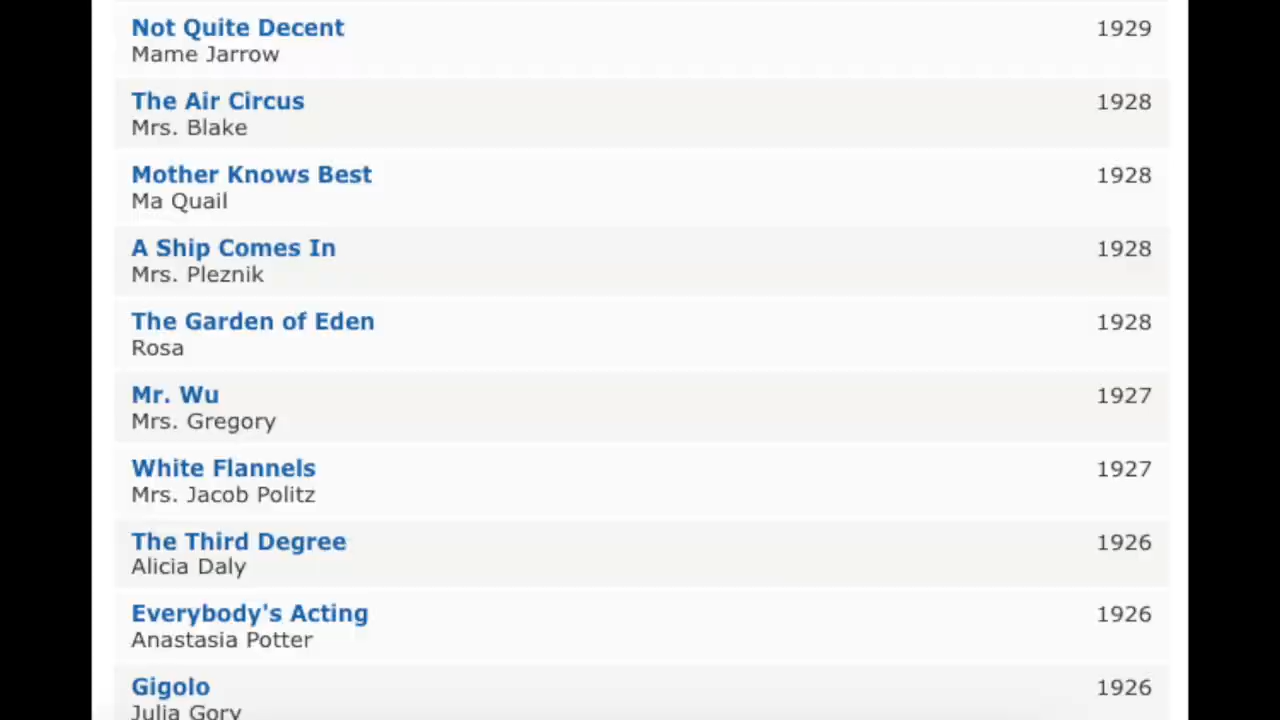 Not Quite Decent 1929
Mame Jarrow
The Air Circus 1928
Mrs. Blake
Mother Knows Best 1928
Ma Quail
A Ship Comes In 1928
Mrs. Pleznik
The Garden of Eden 1928
Rosa
Mr. Wu 1927
Mrs. Gregory
White Flannels 1927
Mrs. Jacob Politz
The Third Degree 1926
Alicia Daly
Everybody's Acting 1926
Anastasia Potter
Gigolo 1926
Julia Gory